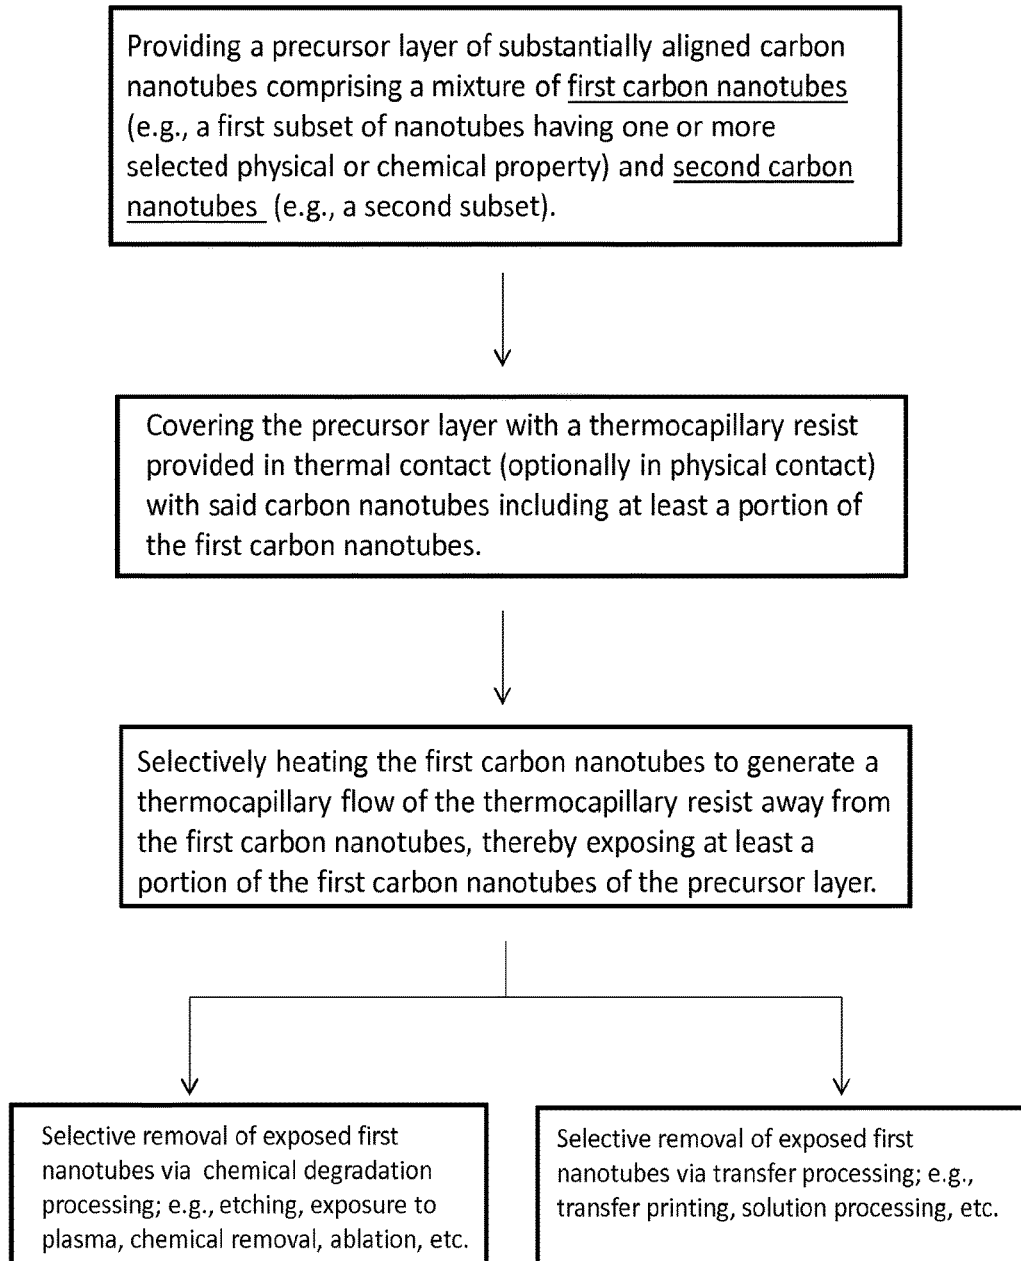 Providing a precursor layer of substantially aligned carbon
nanotubes comprising a mixture of first carbon nanotubes
(e.g., a first subset of nanotubes having one or more
selected physical or chemical property) and second carbon
nanotubes (e.g., a second subset).
Covering the precursor layer with a thermocapillary resist
provided in thermal contact (optionally in physical contact)
with said carbon nanotubes including at least a portion of
the first carbon nanotubes.
Selectively heating the first carbon nanotubes to generate a
thermocapillary flow of the thermocapillary resist away from
the first carbon nanotubes, thereby exposing at least a
portion of the first carbon nanotubes of the precursor layer.
Selective removal of exposed first
nanotubes via chemical degradation
processing; e.g., etching, exposure to
plasma, chemical removal, ablation, etc.
Selective removal of exposed first
nanotubes via transfer processing; e.g.,
transfer printing, solution processing, etc.